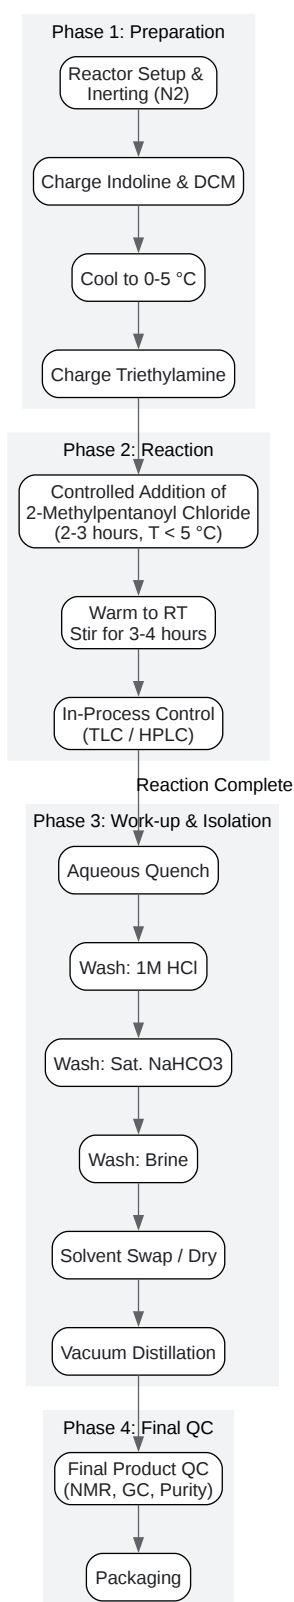 Phase 1: Preparation
Reactor Setup &
Inerting (N2)
Charge Indoline & DCM
Cool to 0-5 °C
Charge Triethylamine
Phase 2: Reaction
Controlled Addition of
2-Methylpentanoyl Chloride
(2-3 hours, T < 5 °C)
Warm to RT
Stir for 3-4 hours
In-Process Control
(TLC / HPLC)
Reaction Complete
Phase 3: Work-up & Isolation
Aqueous Quench
Wash: 1M HCl
Wash: Sat. NaHCO3
Wash: Brine
Solvent Swap / Dry
Vacuum Distillation
Phase 4: Final QC
Final Product QC
(NMR, GC, Purity)
Packaging